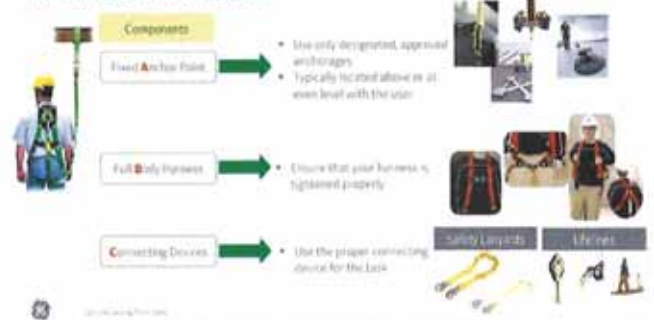 Components
Fixed Anchor Point
• Use only designated, approved
anchorages
• Typically located above or at
even level with the user
Full Body Harness
• Ensure that your harness is
tightened properly
Safety Lanyards
Lifelines
Connecting Devices
• Use the proper connecting
device for the task